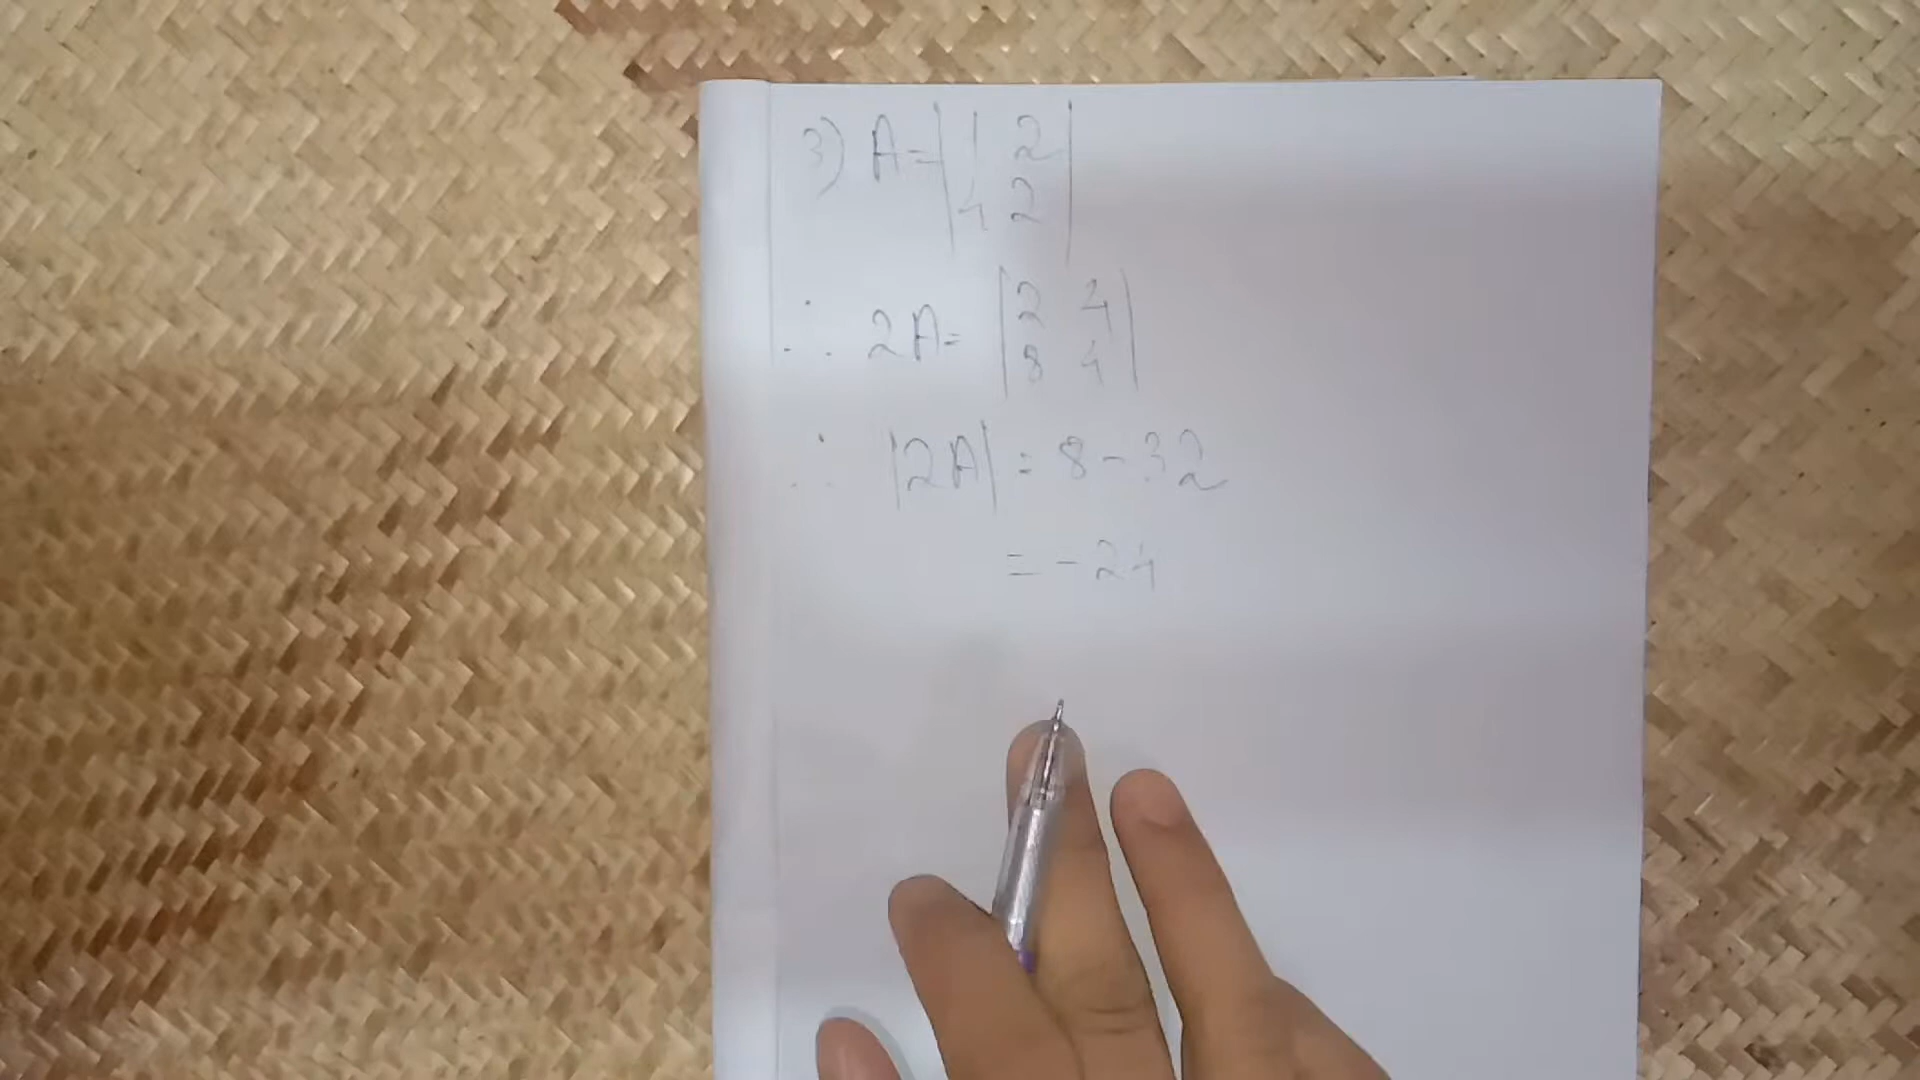 3) A = | 1 2 |
| 4 2 |
∴ 2A = | 2 4 |
| 8 4 |
∴ |2A| = 8 - 32
= - 24